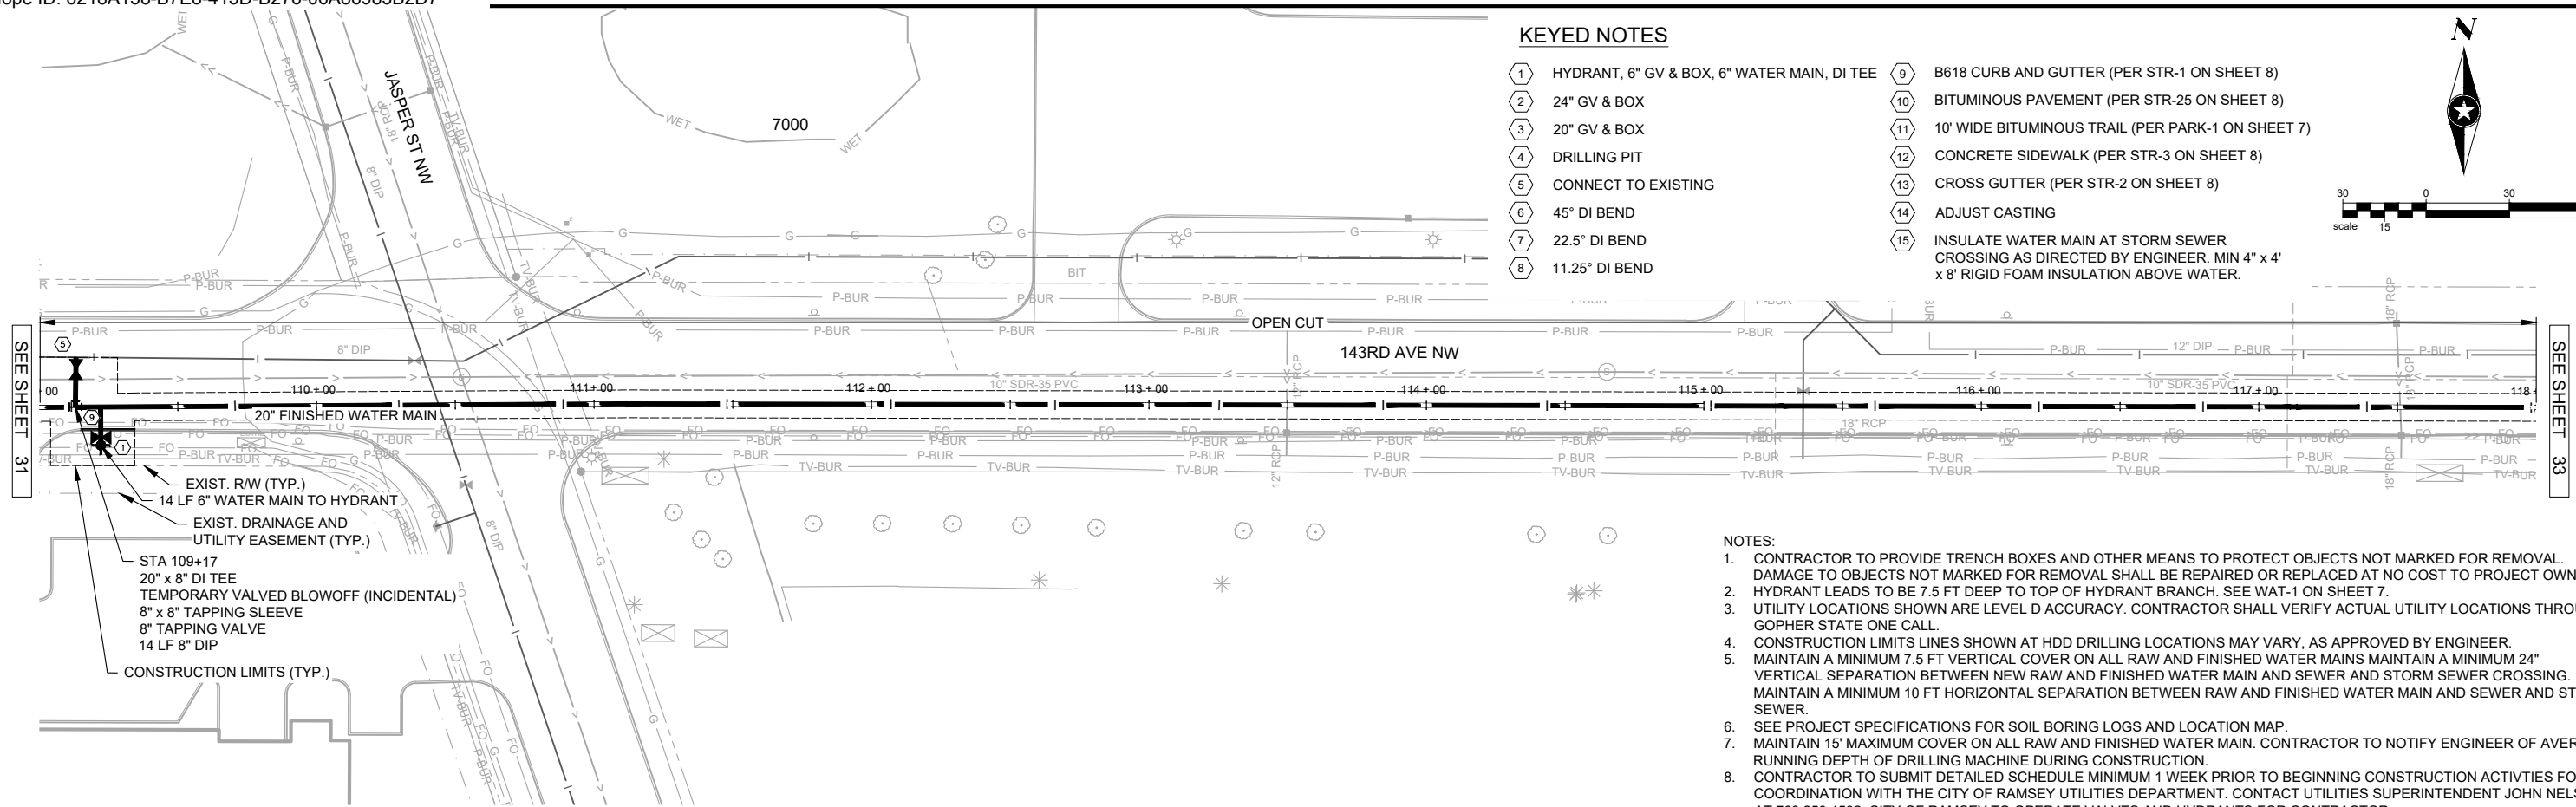 KEYED NOTES
1 HYDRANT, 6" GV & BOX, 6" WATER MAIN, DI TEE
2 24" GV & BOX
3 20" GV & BOX
4 DRILLING PIT
5 CONNECT TO EXISTING
6 45° DI BEND
7 22.5° DI BEND
8 11.25° DI BEND
9 B618 CURB AND GUTTER (PER STR-1 ON SHEET 8)
10 BITUMINOUS PAVEMENT (PER STR-25 ON SHEET 8)
11 10' WIDE BITUMINOUS TRAIL (PER PARK-1 ON SHEET 7)
12 CONCRETE SIDEWALK (PER STR-3 ON SHEET 8)
13 CROSS GUTTER (PER STR-2 ON SHEET 8)
14 ADJUST CASTING
15 INSULATE WATER MAIN AT STORM SEWER
CROSSING AS DIRECTED BY ENGINEER. MIN 4" x 4'
x 8' RIGID FOAM INSULATION ABOVE WATER.
N
30 0 30
scale 15
JASPER ST NW
18" RCP
8" DIP
7000
WET
WET
WET
BIT
OPEN CUT
143RD AVE NW
8" DIP
12" DIP
10" SDR-35 PVC
10" SDR-35 PVC
110 + 00
111+ 00
112 + 00
113 + 00
114 + 00
115 + 00
116 + 00
117 + 00
118
20" FINISHED WATER MAIN
18" RCP
12" RCP
18" RCP
8" DIP
SEE SHEET 31
SEE SHEET 33
EXIST. R/W (TYP.)
14 LF 6" WATER MAIN TO HYDRANT
EXIST. DRAINAGE AND
UTILITY EASEMENT (TYP.)
STA 109+17
20" x 8" DI TEE
TEMPORARY VALVED BLOWOFF (INCIDENTAL)
8" x 8" TAPPING SLEEVE
8" TAPPING VALVE
14 LF 8" DIP
CONSTRUCTION LIMITS (TYP.)
NOTES:
1. CONTRACTOR TO PROVIDE TRENCH BOXES AND OTHER MEANS TO PROTECT OBJECTS NOT MARKED FOR REMOVAL.
DAMAGE TO OBJECTS NOT MARKED FOR REMOVAL SHALL BE REPAIRED OR REPLACED AT NO COST TO PROJECT OWN
2. HYDRANT LEADS TO BE 7.5 FT DEEP TO TOP OF HYDRANT BRANCH. SEE WAT-1 ON SHEET 7.
3. UTILITY LOCATIONS SHOWN ARE LEVEL D ACCURACY. CONTRACTOR SHALL VERIFY ACTUAL UTILITY LOCATIONS THRO
GOPHER STATE ONE CALL.
4. CONSTRUCTION LIMITS LINES SHOWN AT HDD DRILLING LOCATIONS MAY VARY, AS APPROVED BY ENGINEER.
5. MAINTAIN A MINIMUM 7.5 FT VERTICAL COVER ON ALL RAW AND FINISHED WATER MAINS MAINTAIN A MINIMUM 24"
VERTICAL SEPARATION BETWEEN NEW RAW AND FINISHED WATER MAIN AND SEWER AND STORM SEWER CROSSING.
MAINTAIN A MINIMUM 10 FT HORIZONTAL SEPARATION BETWEEN RAW AND FINISHED WATER MAIN AND SEWER AND ST
SEWER.
6. SEE PROJECT SPECIFICATIONS FOR SOIL BORING LOGS AND LOCATION MAP.
7. MAINTAIN 15' MAXIMUM COVER ON ALL RAW AND FINISHED WATER MAIN. CONTRACTOR TO NOTIFY ENGINEER OF AVER
RUNNING DEPTH OF DRILLING MACHINE DURING CONSTRUCTION.
8. CONTRACTOR TO SUBMIT DETAILED SCHEDULE MINIMUM 1 WEEK PRIOR TO BEGINNING CONSTRUCTION ACTIVTIES FO
COORDINATION WITH THE CITY OF RAMSEY UTILITIES DEPARTMENT. CONTACT UTILITIES SUPERINTENDENT JOHN NEL